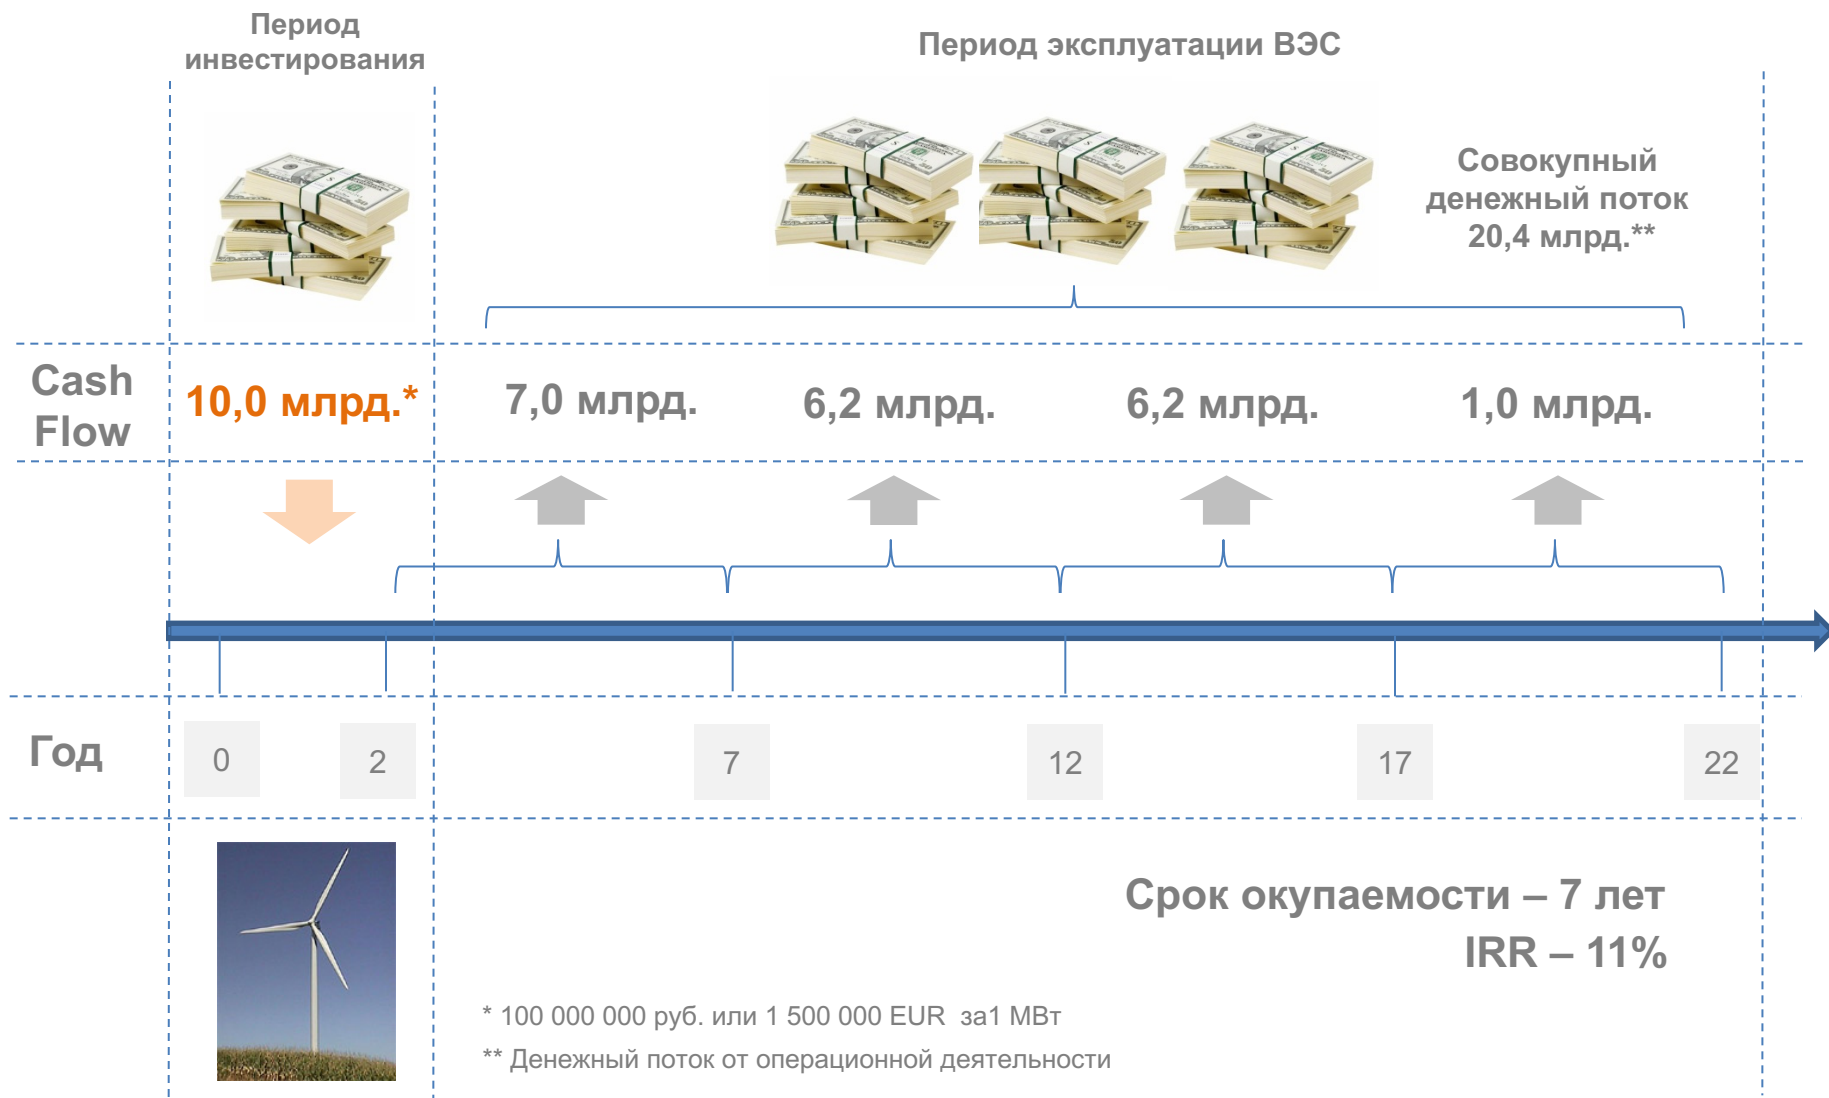 Период
инвестирования
Период эксплуатации ВЭС
Совокупный
денежный поток
20,4 млрд.**
Cash
Flow
10,0 млрд.*
7,0 млрд.
6,2 млрд.
6,2 млрд.
1,0 млрд.
Год
0
2
7
12
17
22
Срок окупаемости – 7 лет
IRR – 11%
* 100 000 000 руб. или 1 500 000 EUR за1 МВт
** Денежный поток от операционной деятельности